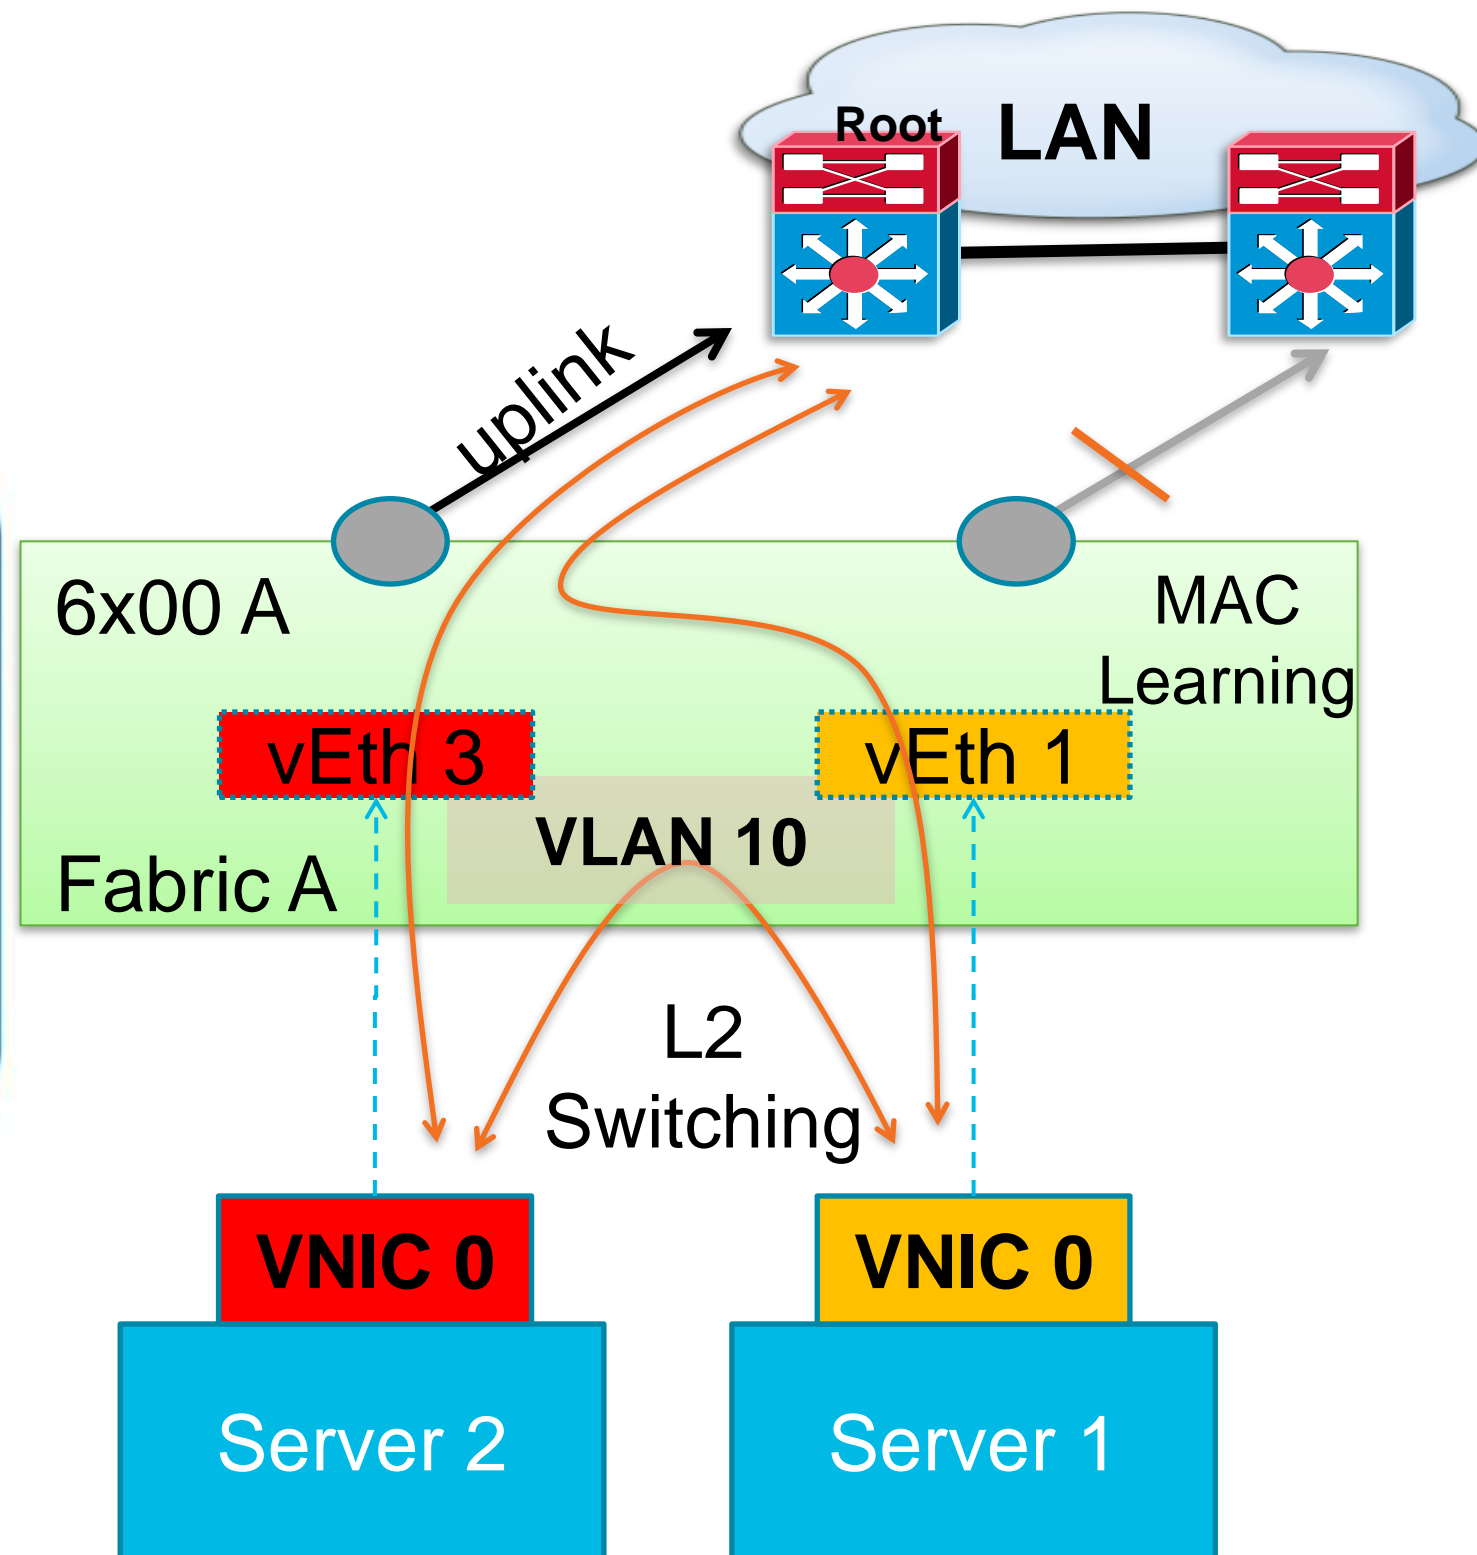 Root
LAN
uplink
6x00 A
MAC
Learning
vEth 3
vEth 1
VLAN 10
Fabric A
L2
Switching
VNIC 0
VNIC 0
Server 2
Server 1